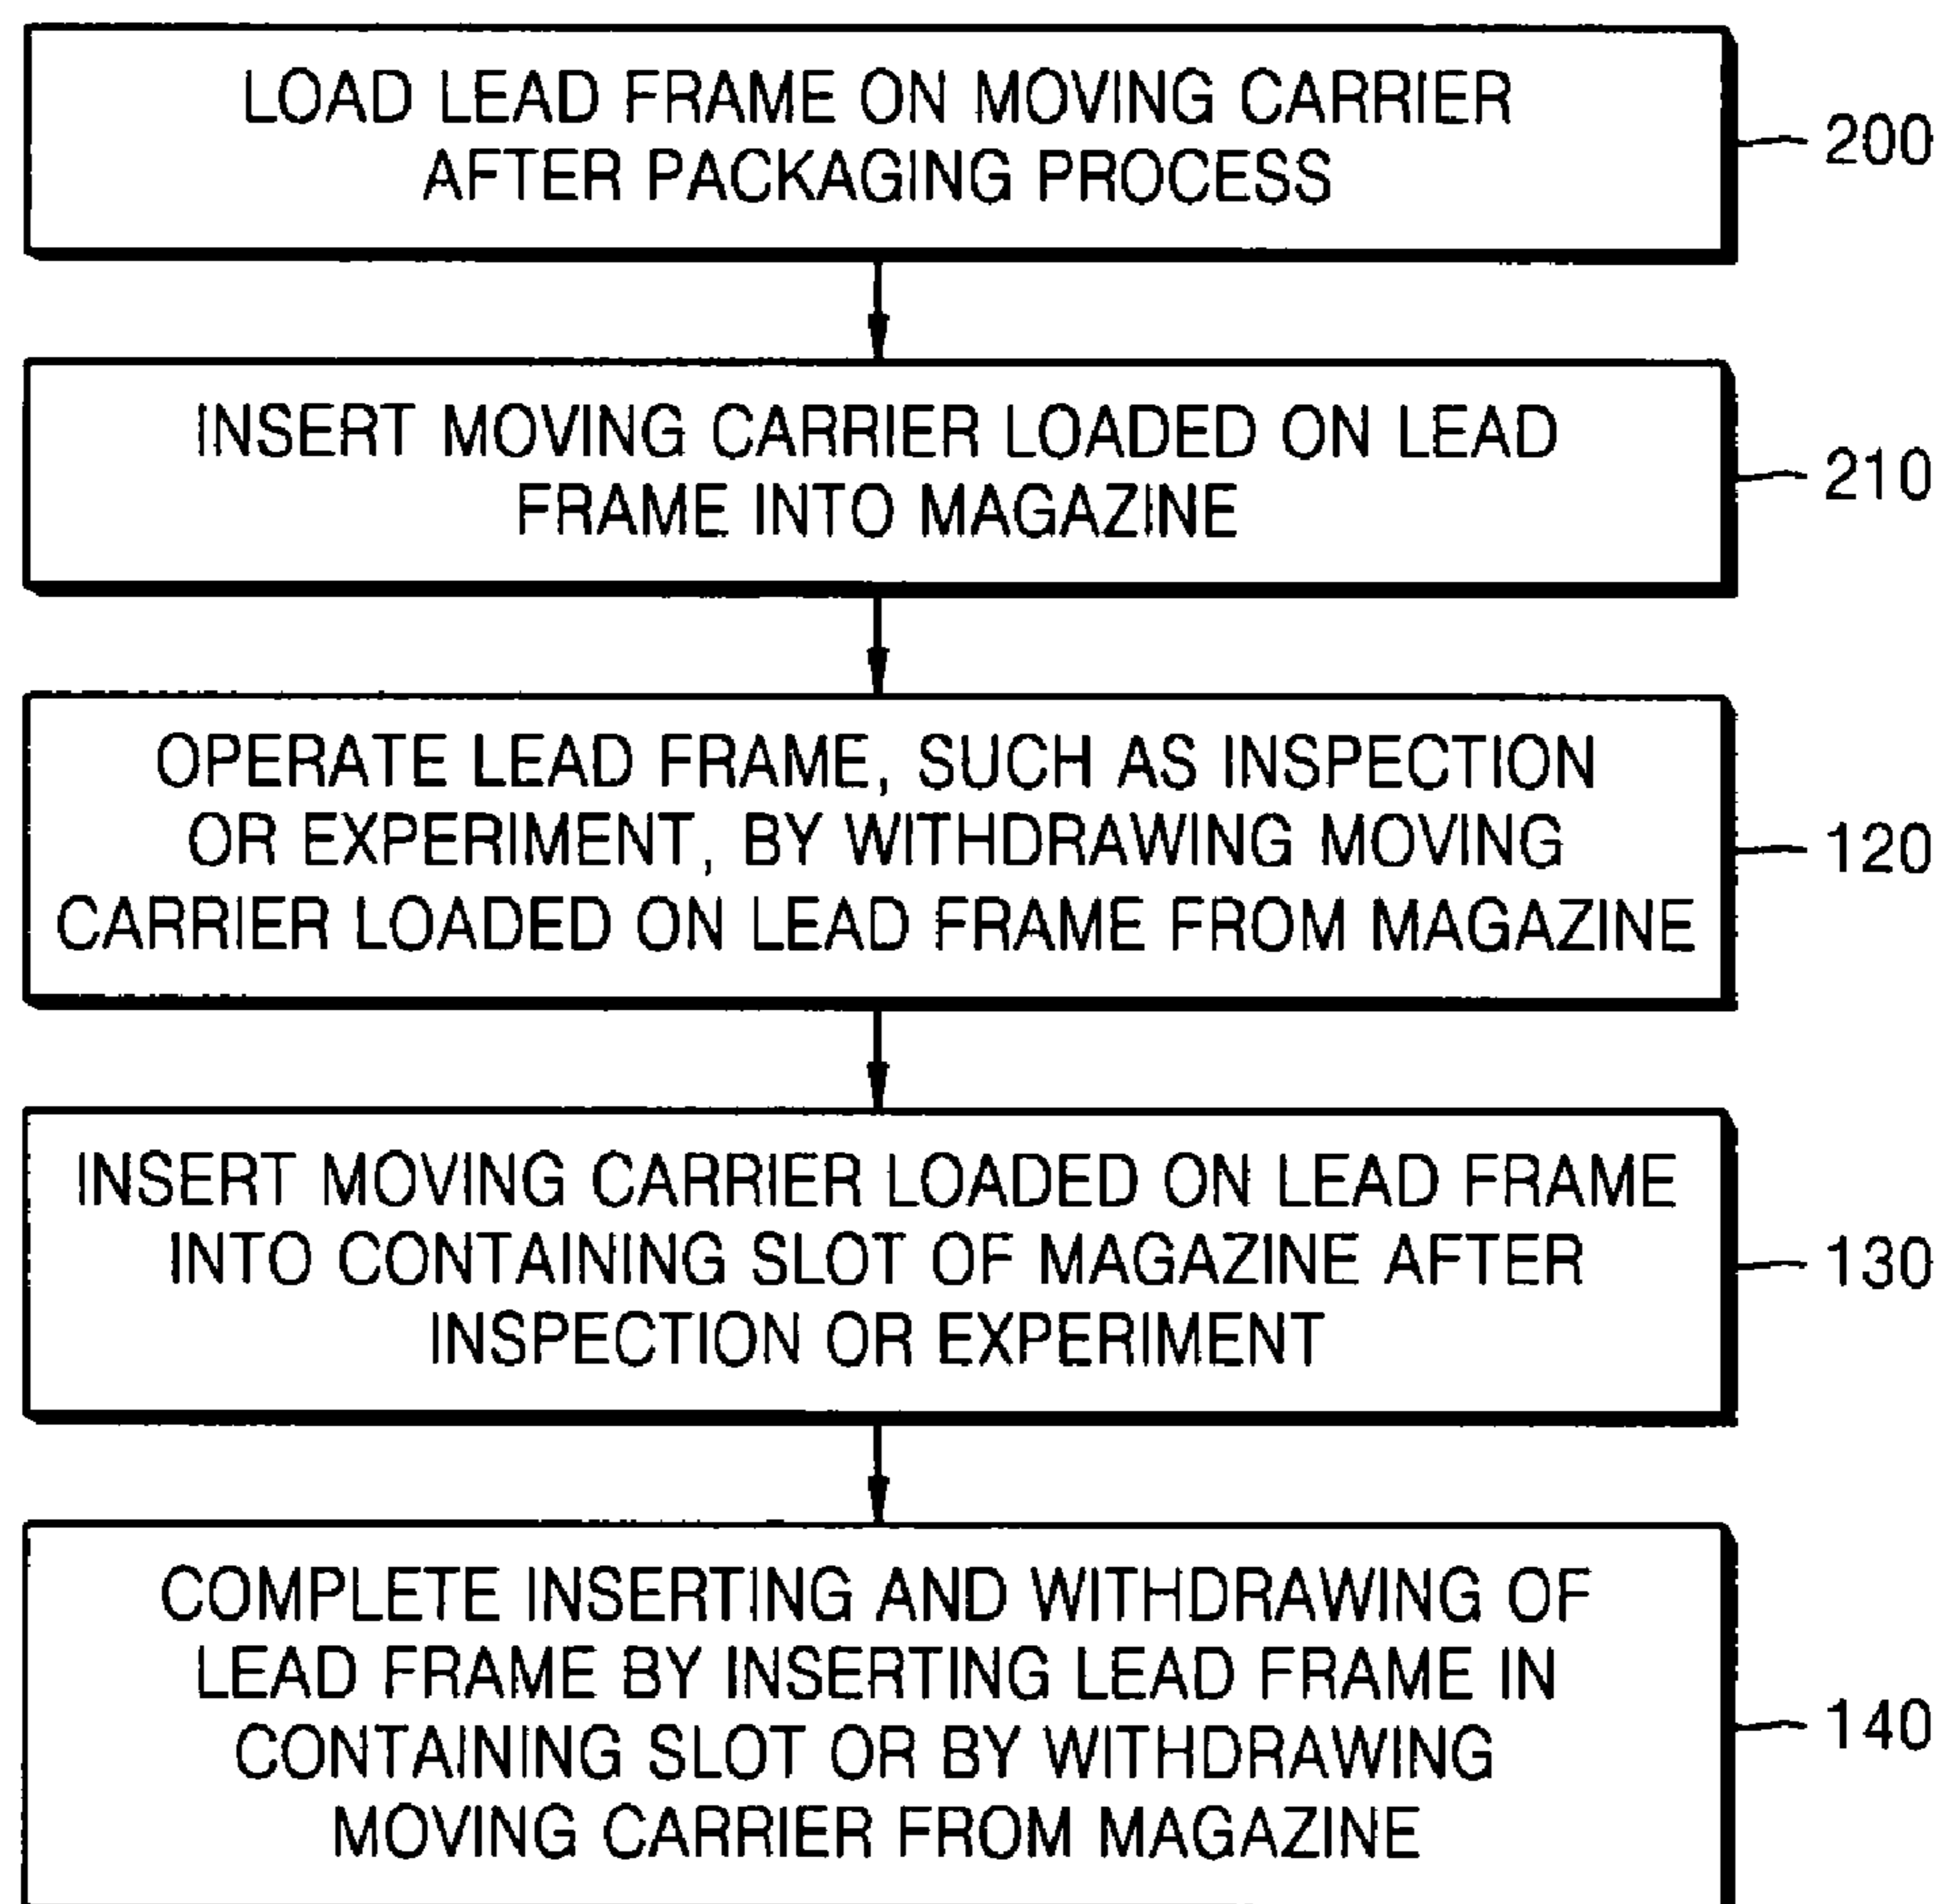 LOAD LEAD FRAME ON MOVING CARRIER
AFTER PACKAGING PROCESS
200
INSERT MOVING CARRIER LOADED ON LEAD
FRAME INTO MAGAZINE
210
OPERATE LEAD FRAME, SUCH AS INSPECTION
OR EXPERIMENT, BY WITHDRAWING MOVING
CARRIER LOADED ON LEAD FRAME FROM MAGAZINE
120
INSERT MOVING CARRIER LOADED ON LEAD FRAME
INTO CONTAINING SLOT OF MAGAZINE AFTER
INSPECTION OR EXPERIMENT
130
COMPLETE INSERTING AND WITHDRAWING OF
LEAD FRAME BY INSERTING LEAD FRAME IN
CONTAINING SLOT OR BY WITHDRAWING
MOVING CARRIER FROM MAGAZINE
140